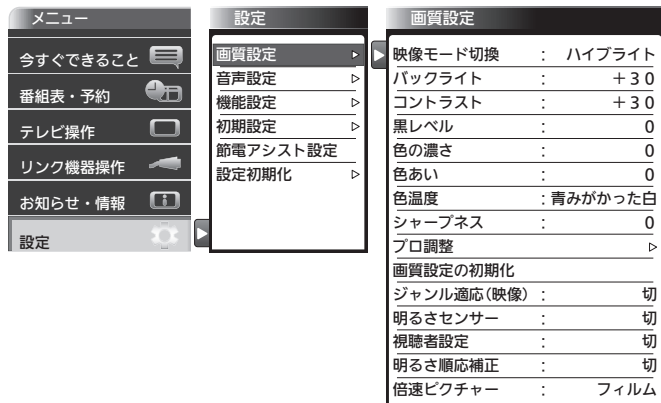 メニュー
今すぐできること
番組表・予約
テレビ操作
リンク機器操作
お知らせ・情報
設定
設定
画質設定
音声設定
機能設定
初期設定
節電アシスト設定
設定初期化
画質設定
映像モード切換 : ハイブライト
バックライト : +30
コントラスト : +30
黒レベル : 0
色の濃さ : 0
色あい : 0
色温度 : 青みがかった白
シャープネス : 0
プロ調整
画質設定の初期化
ジャンル適応(映像) : 切
明るさセンサー : 切
視聴者設定 : 切
明るさ順応補正 : 切
倍速ピクチャー : フィルム